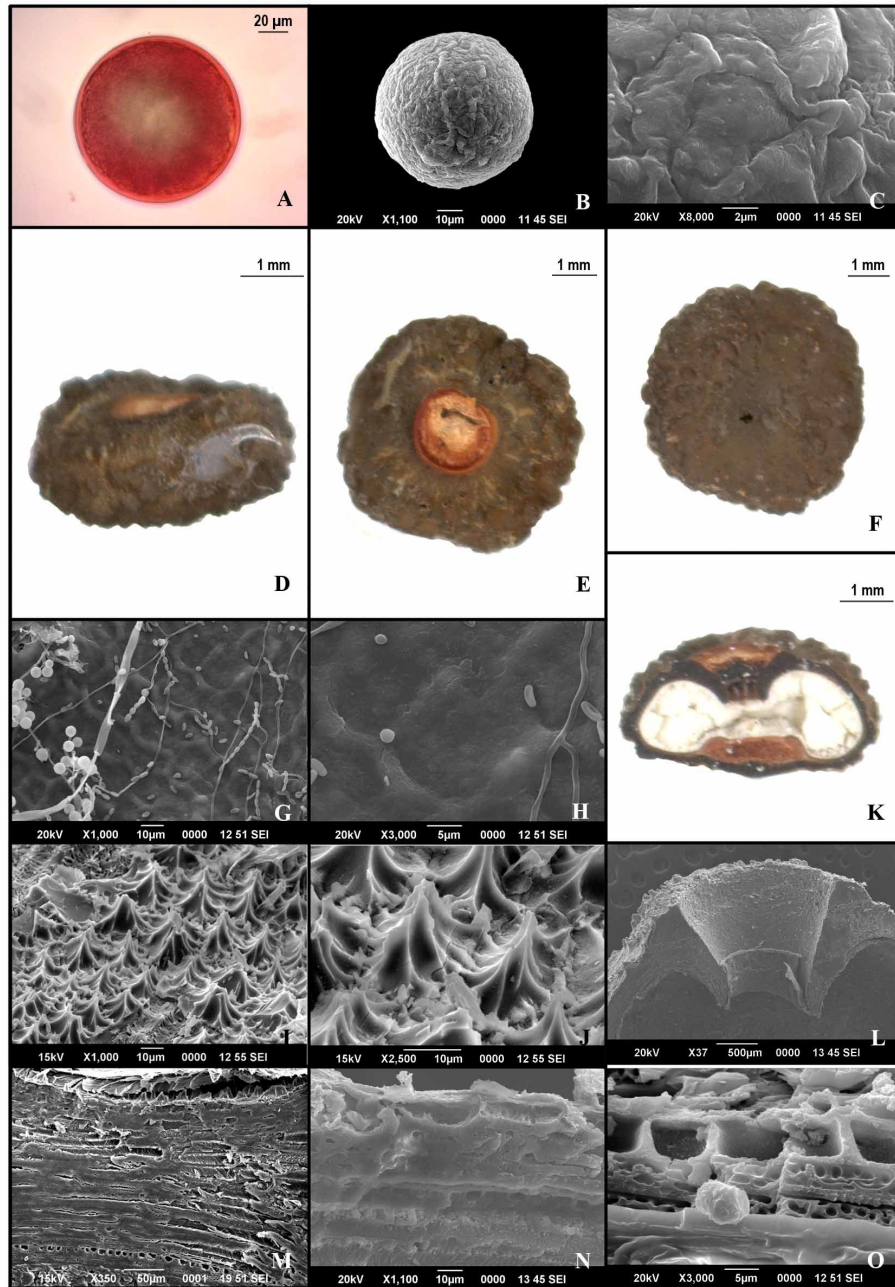 20 µm
A
B
20kV X1,100 10µm 0000 11 45 SEI
C
20kV X8,000 2µm 0000 11 45 SEI
1 mm
D
1 mm
E
1 mm
F
G
20kV X1,000 10µm 0000 12 51 SEI
H
20kV X3,000 5µm 0000 12 51 SEI
1 mm
K
I
15kV X1,000 10µm 0000 12 55 SEI
J
15kV X2,500 10µm 0000 12 55 SEI
L
20kV X37 500µm 0000 13 45 SEI
M
15kV X350 50µm 0001 19 51 SEI
N
20kV X1,100 10µm 0000 13 45 SEI
O
20kV X3,000 5µm 0000 12 51 SEI